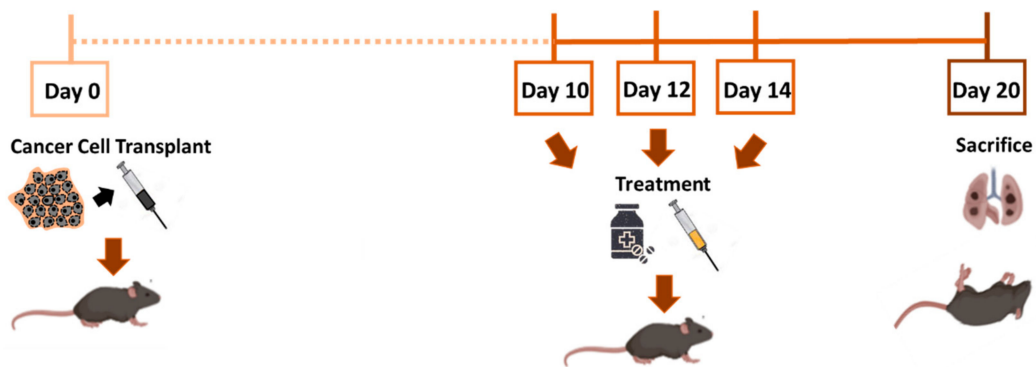 Day 0
Day 10
Day 12
Day 14
Day 20
Cancer Cell Transplant
Treatment
Sacrifice